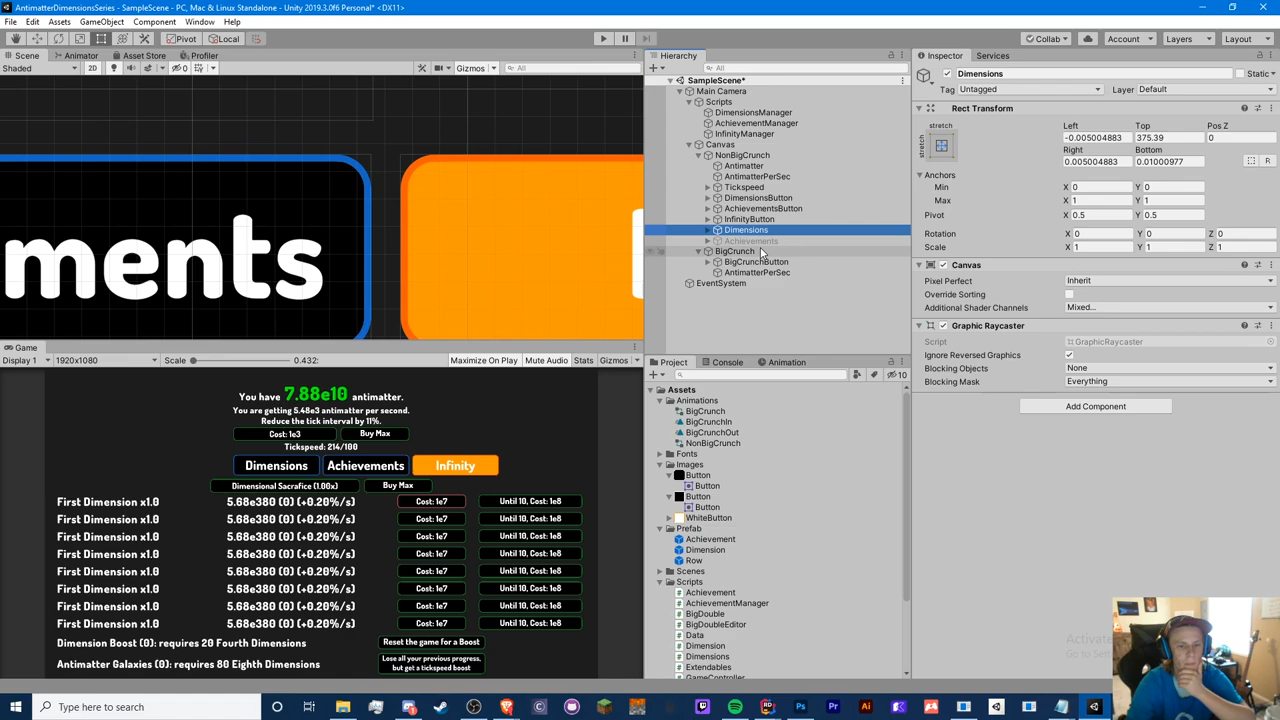 AntimatterDimensionsSeries - SampleScene - PC, Mac & Linux Standalone - Unity 2019.3.0f6 Personal* <DX11>
File Edit Assets GameObject Component Window Help
Pivot Local Collab Account Layers Layout
Scene Animator Asset Store Profiler
Shaded 2D 0 Gizmos All
ments
Game
Display 1 1920x1080 Scale 0.432: Maximize On Play Mute Audio Stats Gizmos
You have 7.88e10 antimatter.
You are getting 5.48e3 antimatter per second.
Reduce the tick interval by 11%.
Cost: 1e3 Buy Max
Tickspeed: 214/100
Dimensions Achievements Infinity
Dimensional Sacrafice (1.00x) Buy Max
First Dimension x1.0 5.68e380 (0) (+0.20%/s) Cost: 1e7 Until 10, Cost: 1e8
First Dimension x1.0 5.68e380 (0) (+0.20%/s) Cost: 1e7 Until 10, Cost: 1e8
First Dimension x1.0 5.68e380 (0) (+0.20%/s) Cost: 1e7 Until 10, Cost: 1e8
First Dimension x1.0 5.68e380 (0) (+0.20%/s) Cost: 1e7 Until 10, Cost: 1e8
First Dimension x1.0 5.68e380 (0) (+0.20%/s) Cost: 1e7 Until 10, Cost: 1e8
First Dimension x1.0 5.68e380 (0) (+0.20%/s) Cost: 1e7 Until 10, Cost: 1e8
First Dimension x1.0 5.68e380 (0) (+0.20%/s) Cost: 1e7 Until 10, Cost: 1e8
First Dimension x1.0 5.68e380 (0) (+0.20%/s) Cost: 1e7 Until 10, Cost: 1e8
Dimension Boost (0): requires 20 Fourth Dimensions Reset the game for a Boost
Antimatter Galaxies (0): requires 80 Eighth Dimensions Lose all your previous progress,
but get a tickspeed boost
Hierarchy
All
SampleScene*
Main Camera
Scripts
DimensionsManager
AchievementManager
InfinityManager
Canvas
NonBigCrunch
Antimatter
AntimatterPerSec
Tickspeed
DimensionsButton
AchievementsButton
InfinityButton
Dimensions
Achievements
BigCrunch
BigCrunchButton
AntimatterPerSec
EventSystem
Project Console Animation
10
Assets
Animations
BigCrunch
BigCrunchIn
BigCrunchOut
NonBigCrunch
Fonts
Images
Button
Button
Button
Button
WhiteButton
Prefab
Achievement
Dimension
Row
Scenes
Scripts
Achievement
AchievementManager
BigDouble
BigDoubleEditor
Data
Dimension
Dimensions
Extendables
GameController
Inspector Services
Dimensions Static
Tag Untagged Layer Default
Rect Transform
stretch Left Top Pos Z
stretch -0.005004883 375.39 0
Right Bottom
0.005004883 0.01000977 R
Anchors
Min X 0 Y 0
Max X 1 Y 1
Pivot X 0.5 Y 0.5
Rotation X 0 Y 0 Z 0
Scale X 1 Y 1 Z 1
Canvas
Pixel Perfect Inherit
Override Sorting
Additional Shader Channels Mixed...
Graphic Raycaster
Script GraphicRaycaster
Ignore Reversed Graphics
Blocking Objects None
Blocking Mask Everything
Add Component
Type here to search